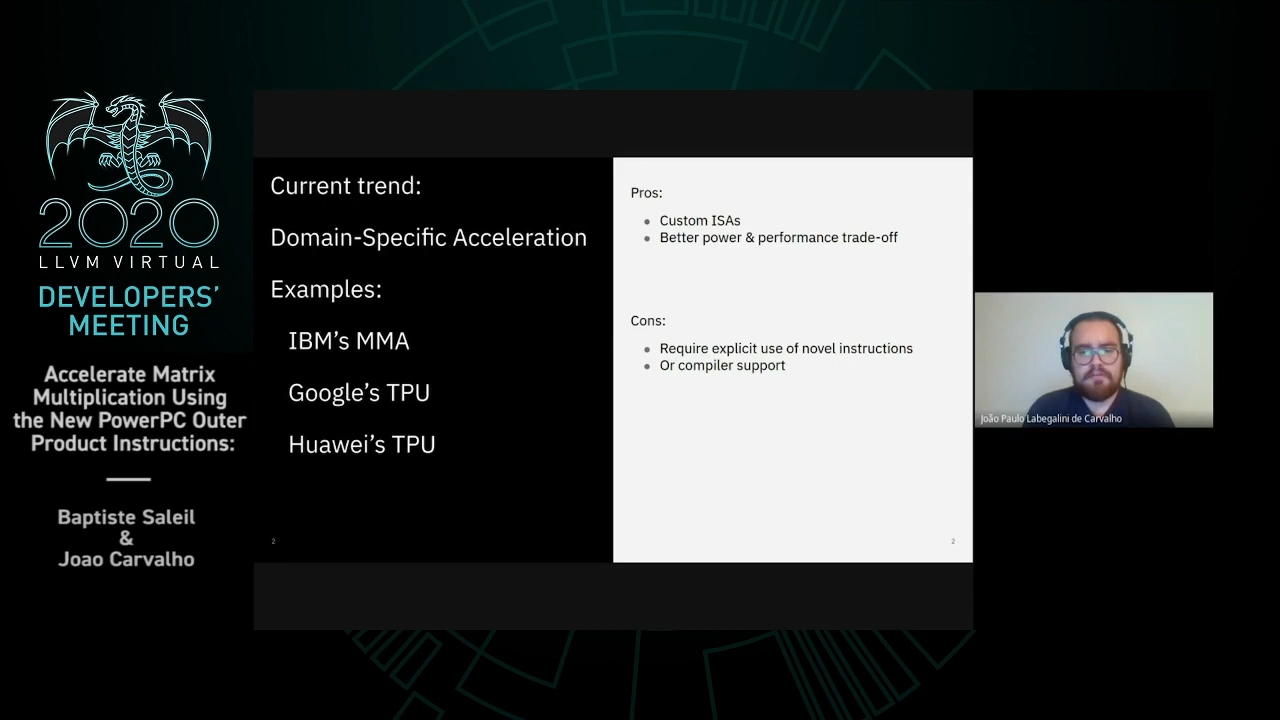 2020
LLVM VIRTUAL
DEVELOPERS’
MEETING
Accelerate Matrix
Multiplication Using
the New PowerPC Outer
Product Instructions:
Baptiste Saleil
&
Joao Carvalho
Current trend:
Domain-Specific Acceleration
Examples:
IBM’s MMA
Google’s TPU
Huawei’s TPU
2
Pros:
Custom ISAs
Better power & performance trade-off
Cons:
Require explicit use of novel instructions
Or compiler support
2
João Paulo Labegalini de Carvalho